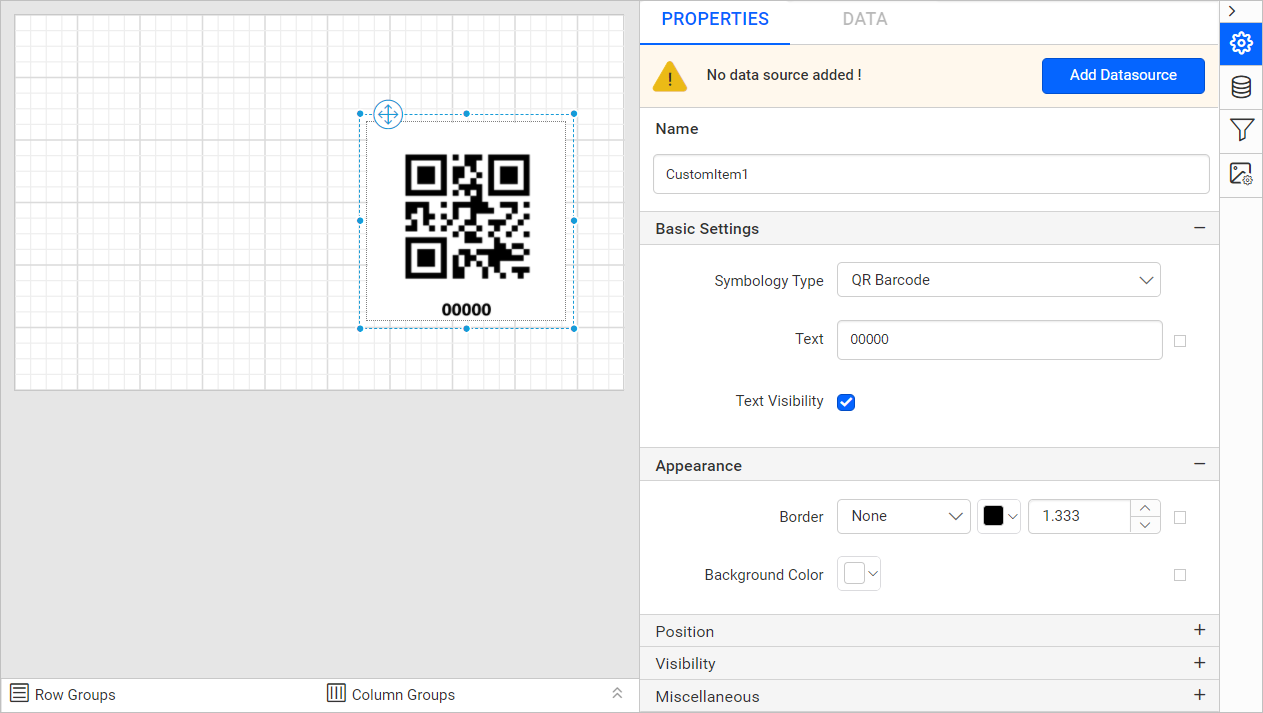 PROPERTIES
DATA
No data source added !
Add Datasource
Name
CustomItem1
Basic Settings
Symbology Type
QR Barcode
Text
00000
Text Visibility
00000
Appearance
Border
None
1.333
Background Color
Position
Visibility
Miscellaneous
Row Groups
Column Groups